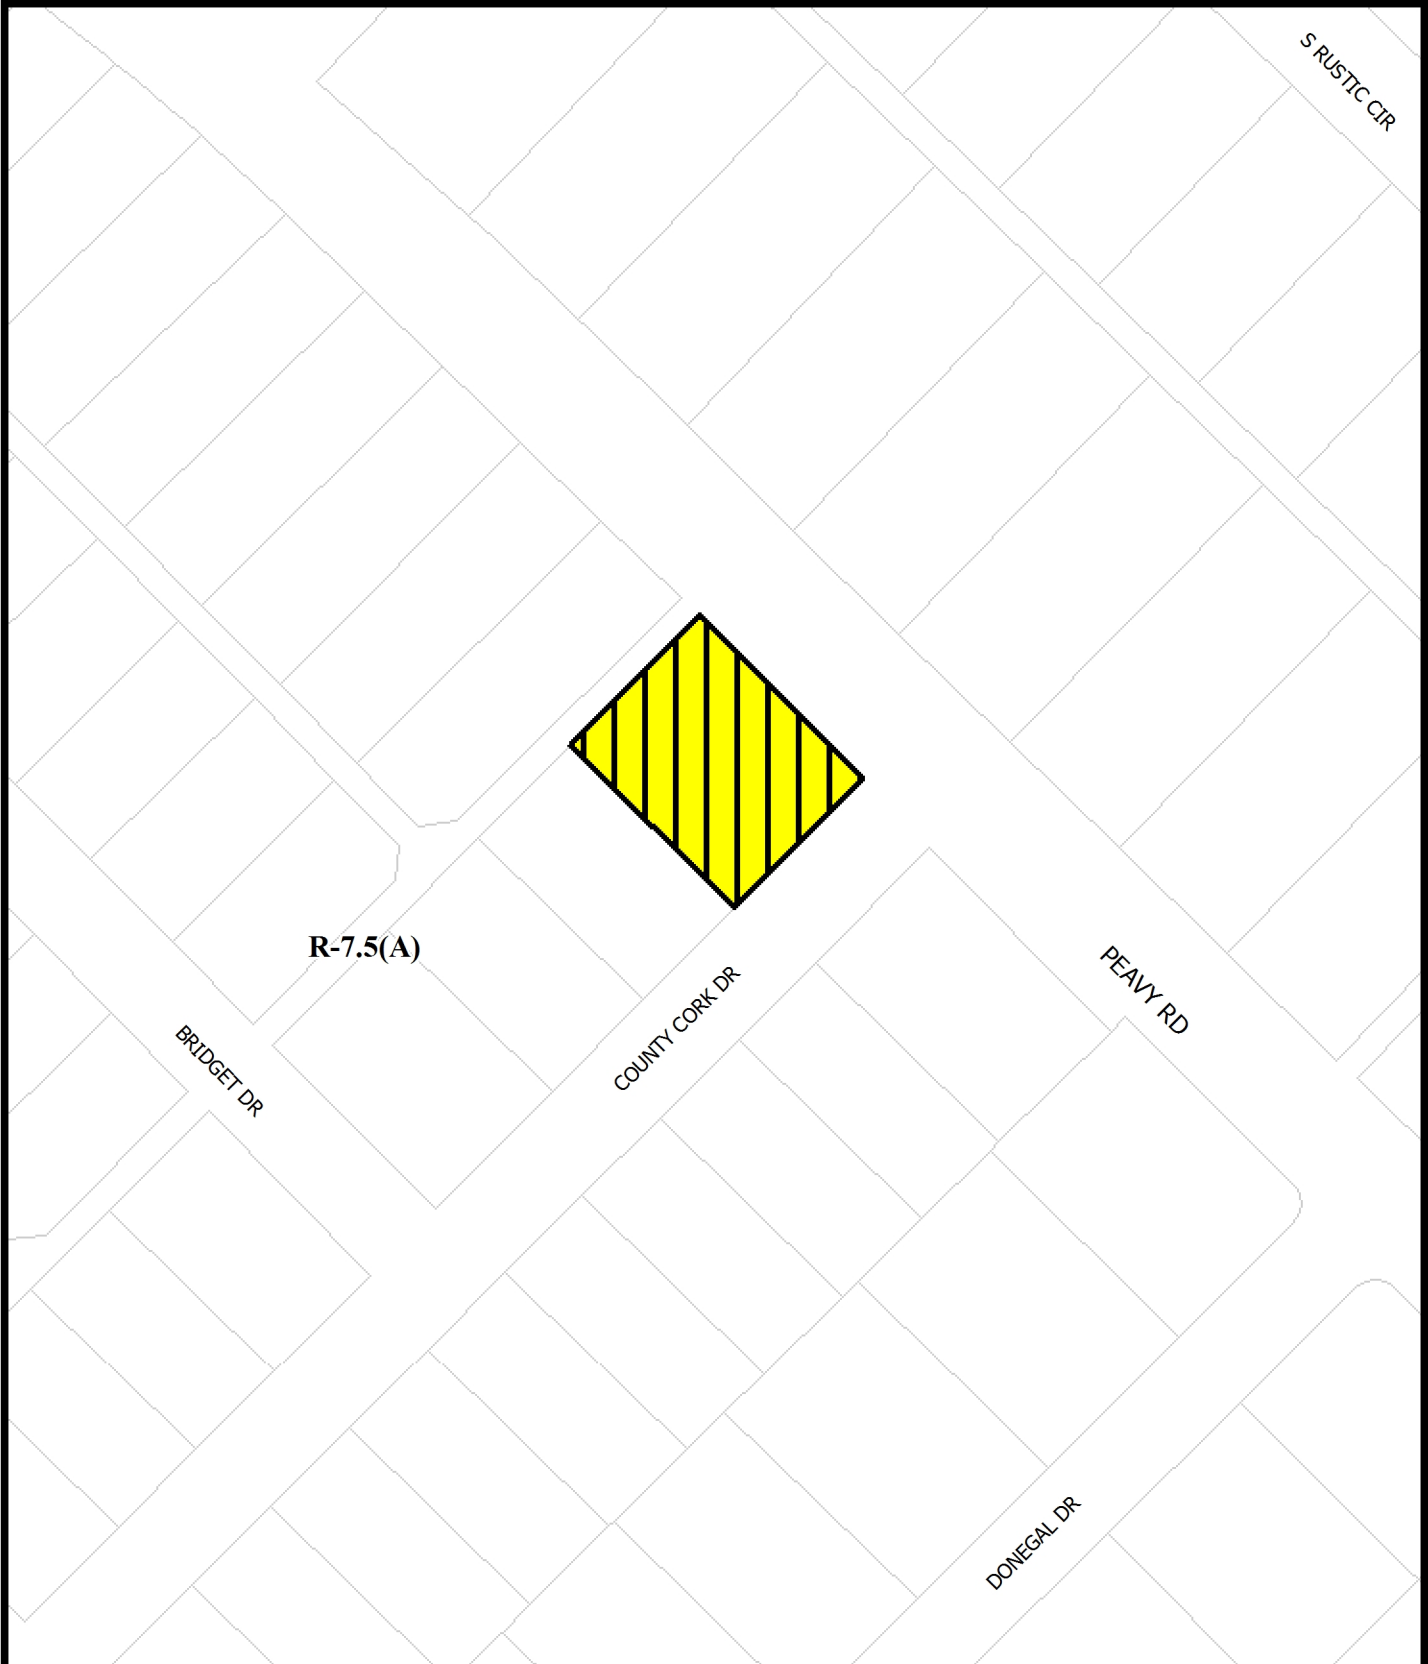 S RUSTIC CIR
R-7.5(A)
PEAVY RD
COUNTY CORK DR
BRIDGET DR
DONEGAL DR